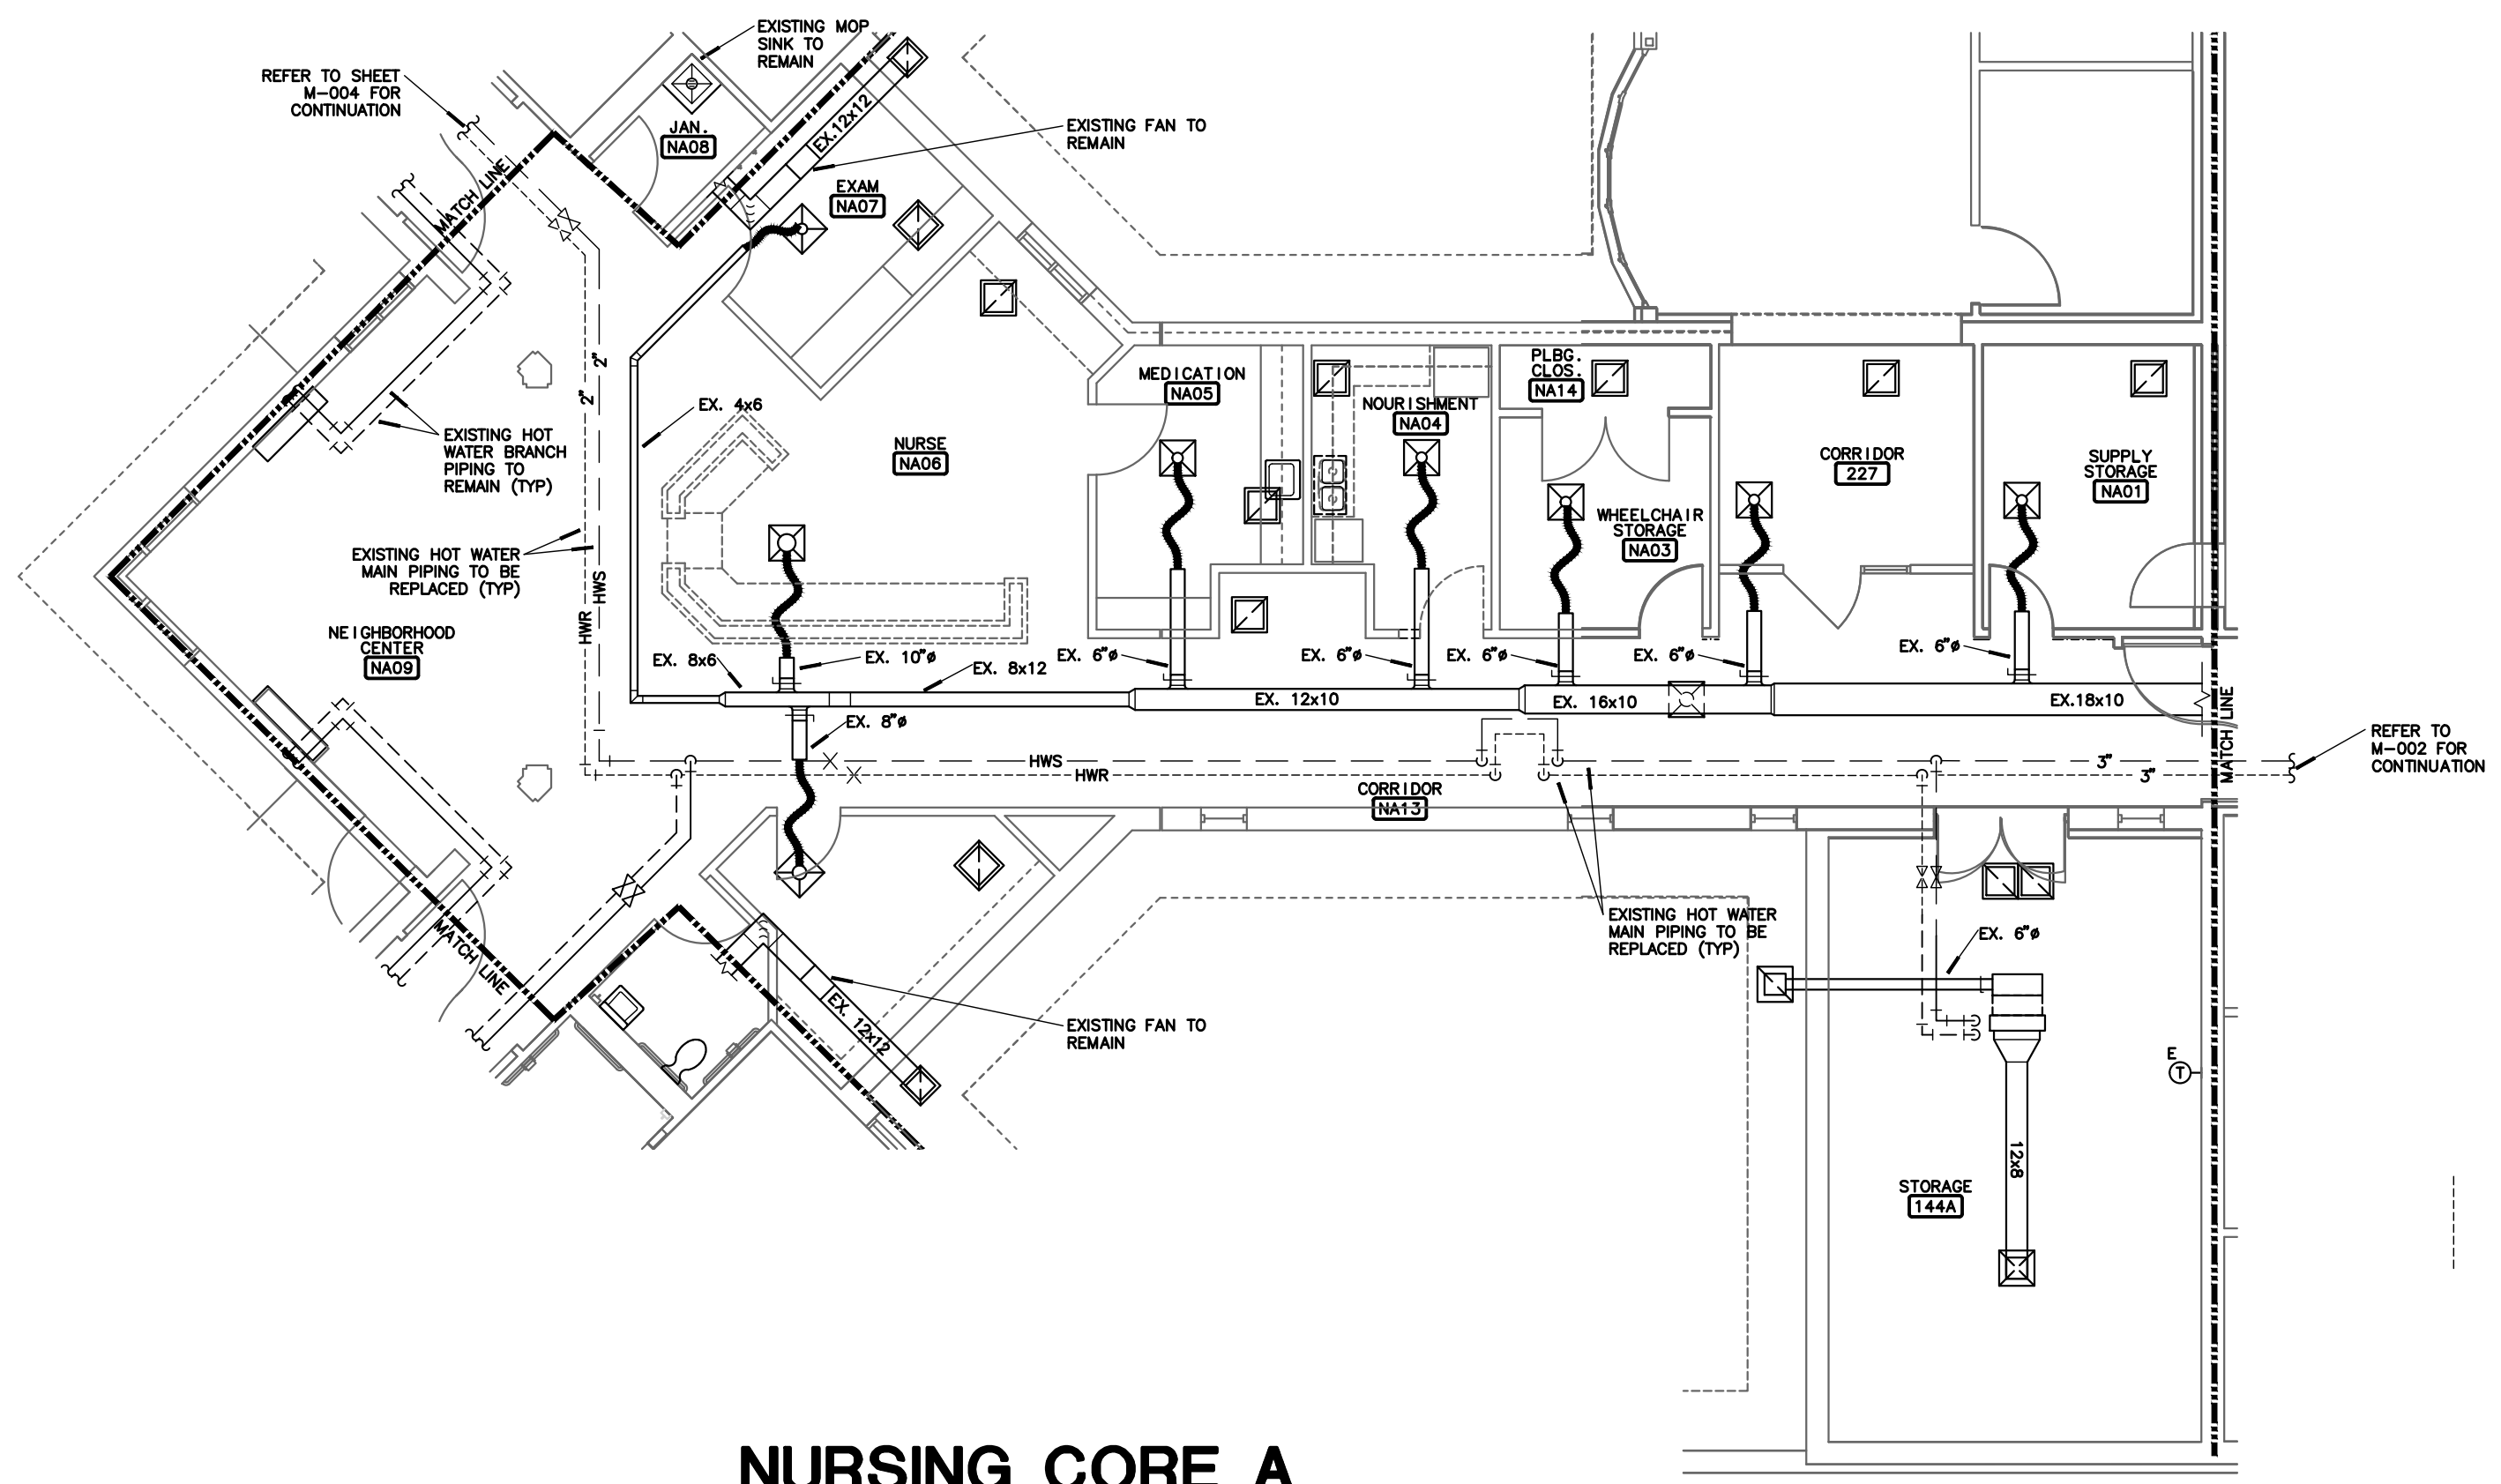 EXISTING MOP
SINK TO
REMAIN
REFER TO SHEET
M-004 FOR
CONTINUATION
JAN.
NA08
EX.12x12
EXISTING FAN TO
REMAIN
MATCH LINE
EXAM
NA07
2"
2"
EX. 4x6
EXISTING HOT
WATER BRANCH
PIPING TO
REMAIN (TYP)
NURSE
NA06
MEDICATION
NA05
NOURISHMENT
NA04
PLBG.
CLOS.
NA14
CORRIDOR
227
SUPPLY
STORAGE
NA01
WHEELCHAIR
STORAGE
NA03
EXISTING HOT WATER
MAIN PIPING TO BE
REPLACED (TYP)
HWR
HWS
NEIGHBORHOOD
CENTER
NA09
EX. 8x6
EX. 10"ø
EX. 8x12
EX. 6"ø
EX. 6"ø
EX. 6"ø
EX. 6"ø
EX. 6"ø
EX. 12x10
EX. 16x10
EX.18x10
EX. 8"ø
MATCH LINE
REFER TO
M-002 FOR
CONTINUATION
HWS
HWR
3"
3"
CORRIDOR
NA13
MATCH LINE
EXISTING HOT WATER
MAIN PIPING TO BE
REPLACED (TYP)
EX. 6"ø
EX. 12x12
EXISTING FAN TO
REMAIN
E
T
12x8
STORAGE
144A
NURSING CORE A